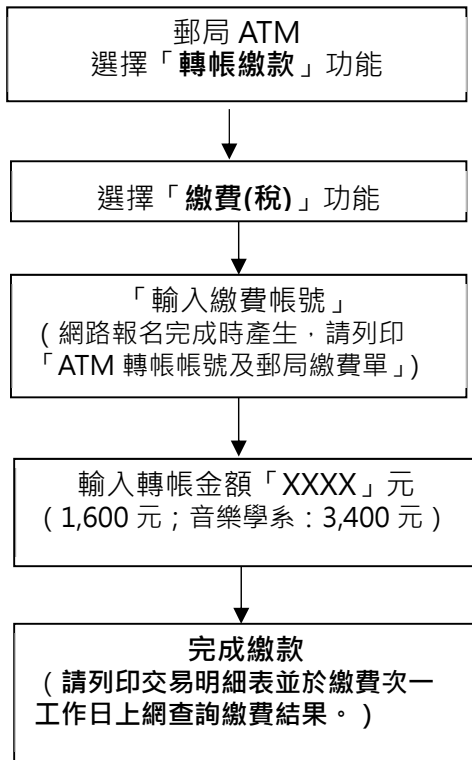 郵局 ATM
選擇「轉帳繳款」功能
選擇「繳費(稅)」功能
「輸入繳費帳號」
（網路報名完成時產生，請列印
「ATM 轉帳帳號及郵局繳費單」)
輸入轉帳金額「XXXX」元
（1,600 元；音樂學系：3,400 元）
完成繳款
（請列印交易明細表並於繳費次一
工作日上網查詢繳費結果。）